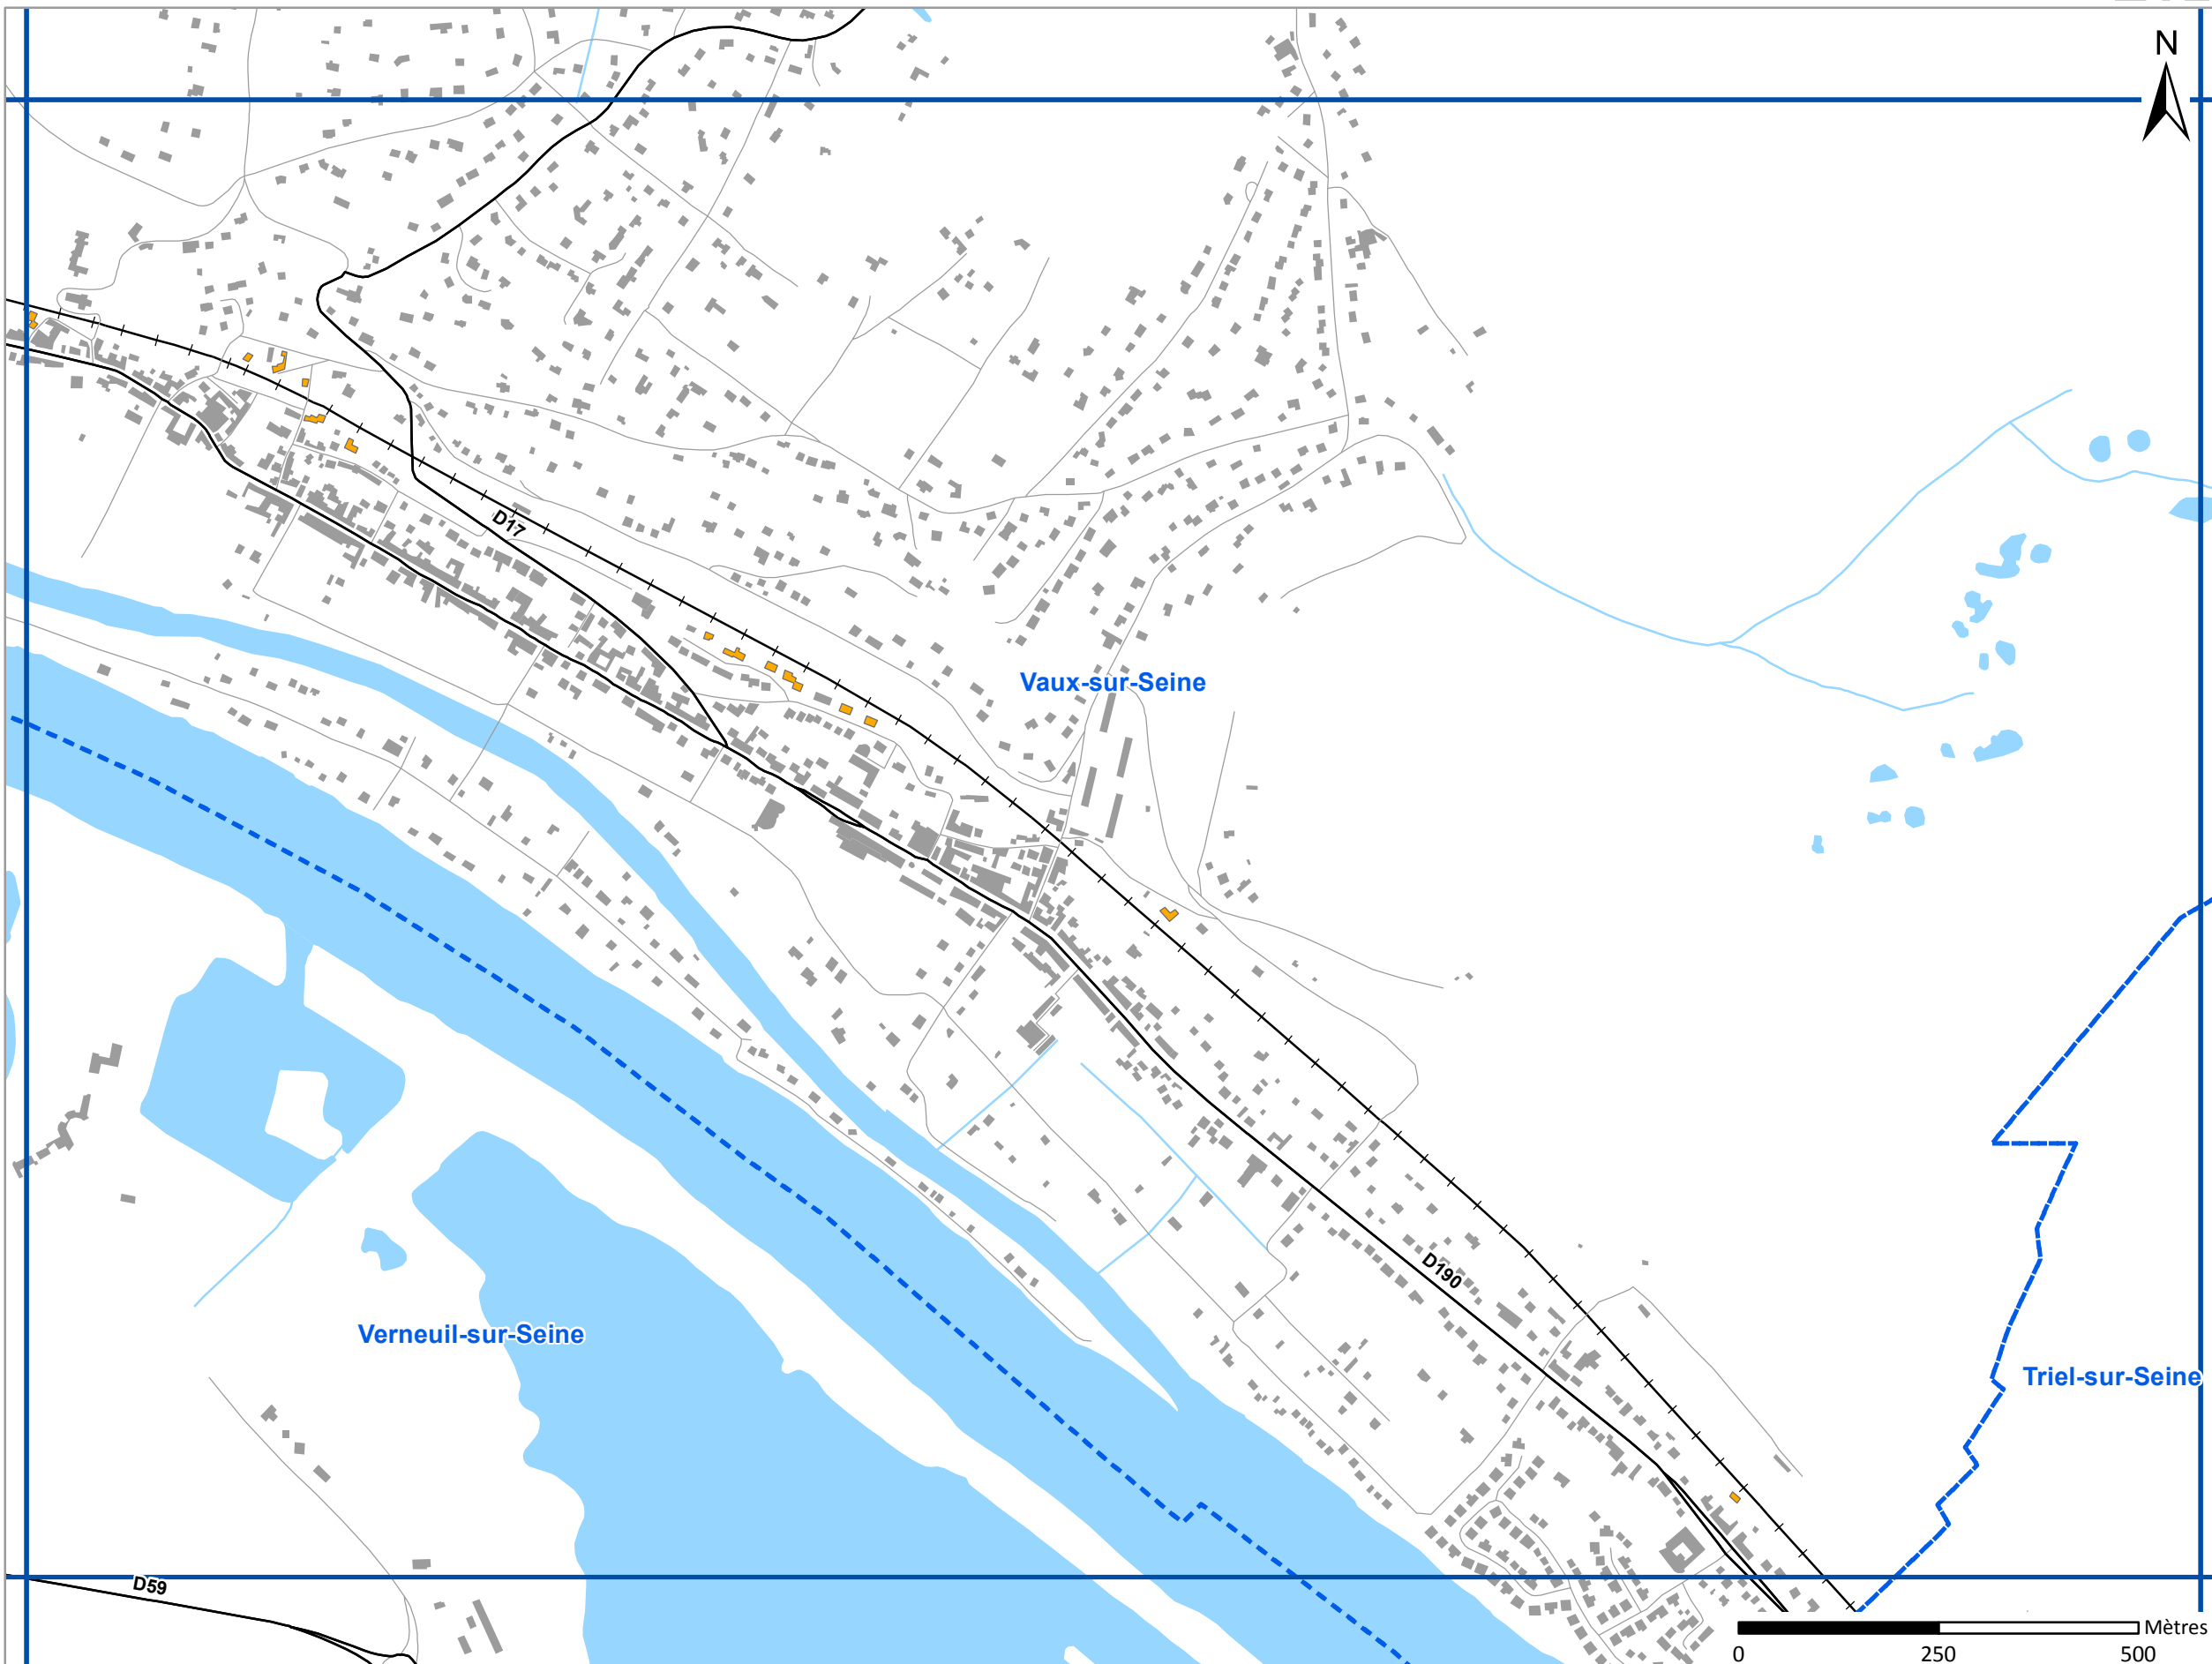 N
D17
Vaux-sur-Seine
D190
Verneuil-sur-Seine
Triel-sur-Seine
D59
Mètres
0 250 500